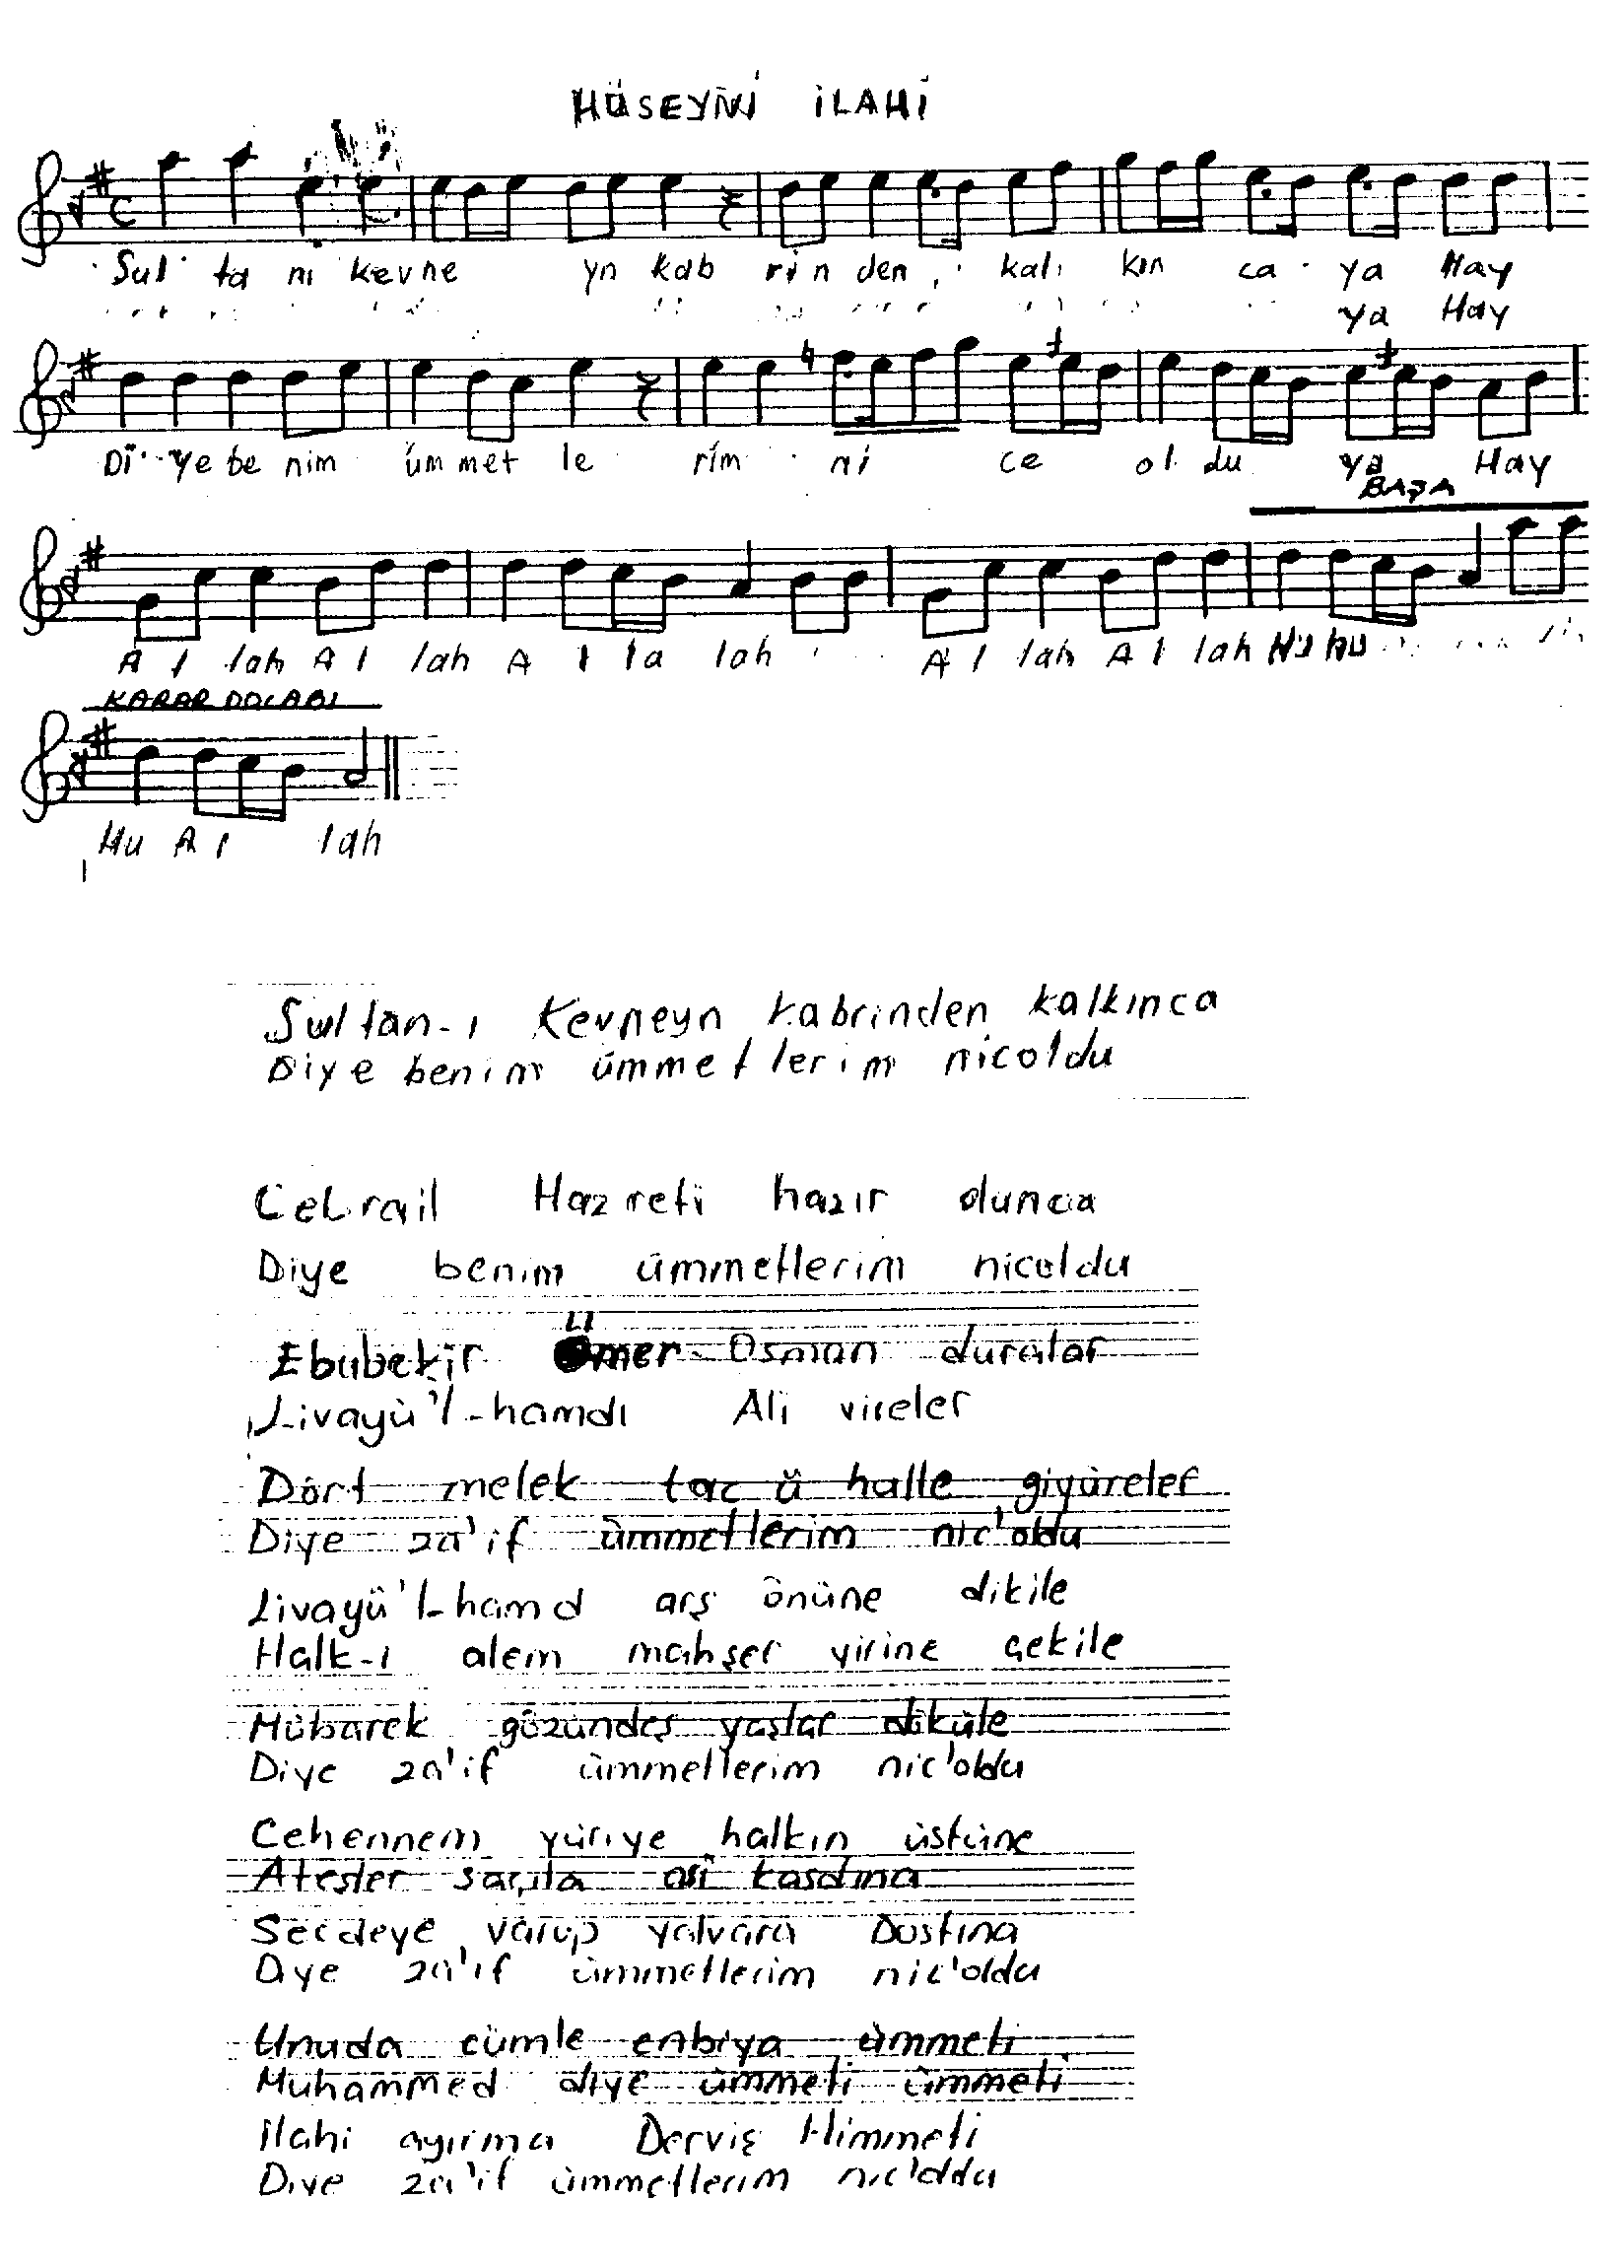 HÜSEYNİ İLAHİ
Sul ta nı kevne yn kab rin den kalı kın ca ya Hay
ya Hay
Di ye be nim üm met le rim ni ce ol du ya Hay
BAŞA
A l lah A l lah A l la lah A l lah A l lah Hu hu
KARAR DOLABI
Hu A l lah
Sultan-ı Kevneyn kabrinden kalkınca
Diye benim ümmetlerim nicoldu
Cebrail Hazreti hazır olunca
Diye benim ümmetlerim nicoldu
Ebubekir Ömer Osman duralar
Livayü'l-hamdı Ali vireler
Dört melek tac ü halle giyüreler
Diye za'if ümmetlerim nic'oldu
Livayü'l-hamd arş önüne dikile
Halk-ı alem mahşer yirine çekile
Mübarek gözündeş yaşlar döküle
Diye za'if ümmetlerim nic'oldu
Cehennem yürıye halkın üstüne
Ateşler saçıla asi kasdına
Secdeye varup yalvara Dostına
Diye za'if ümmetlerim nic'oldu
Unuda cümle enbiya ümmeti
Muhammed diye ümmeti ümmeti
İlahi ayırma Derviş Himmeti
Diye za'if ümmetlerim nic'oldu